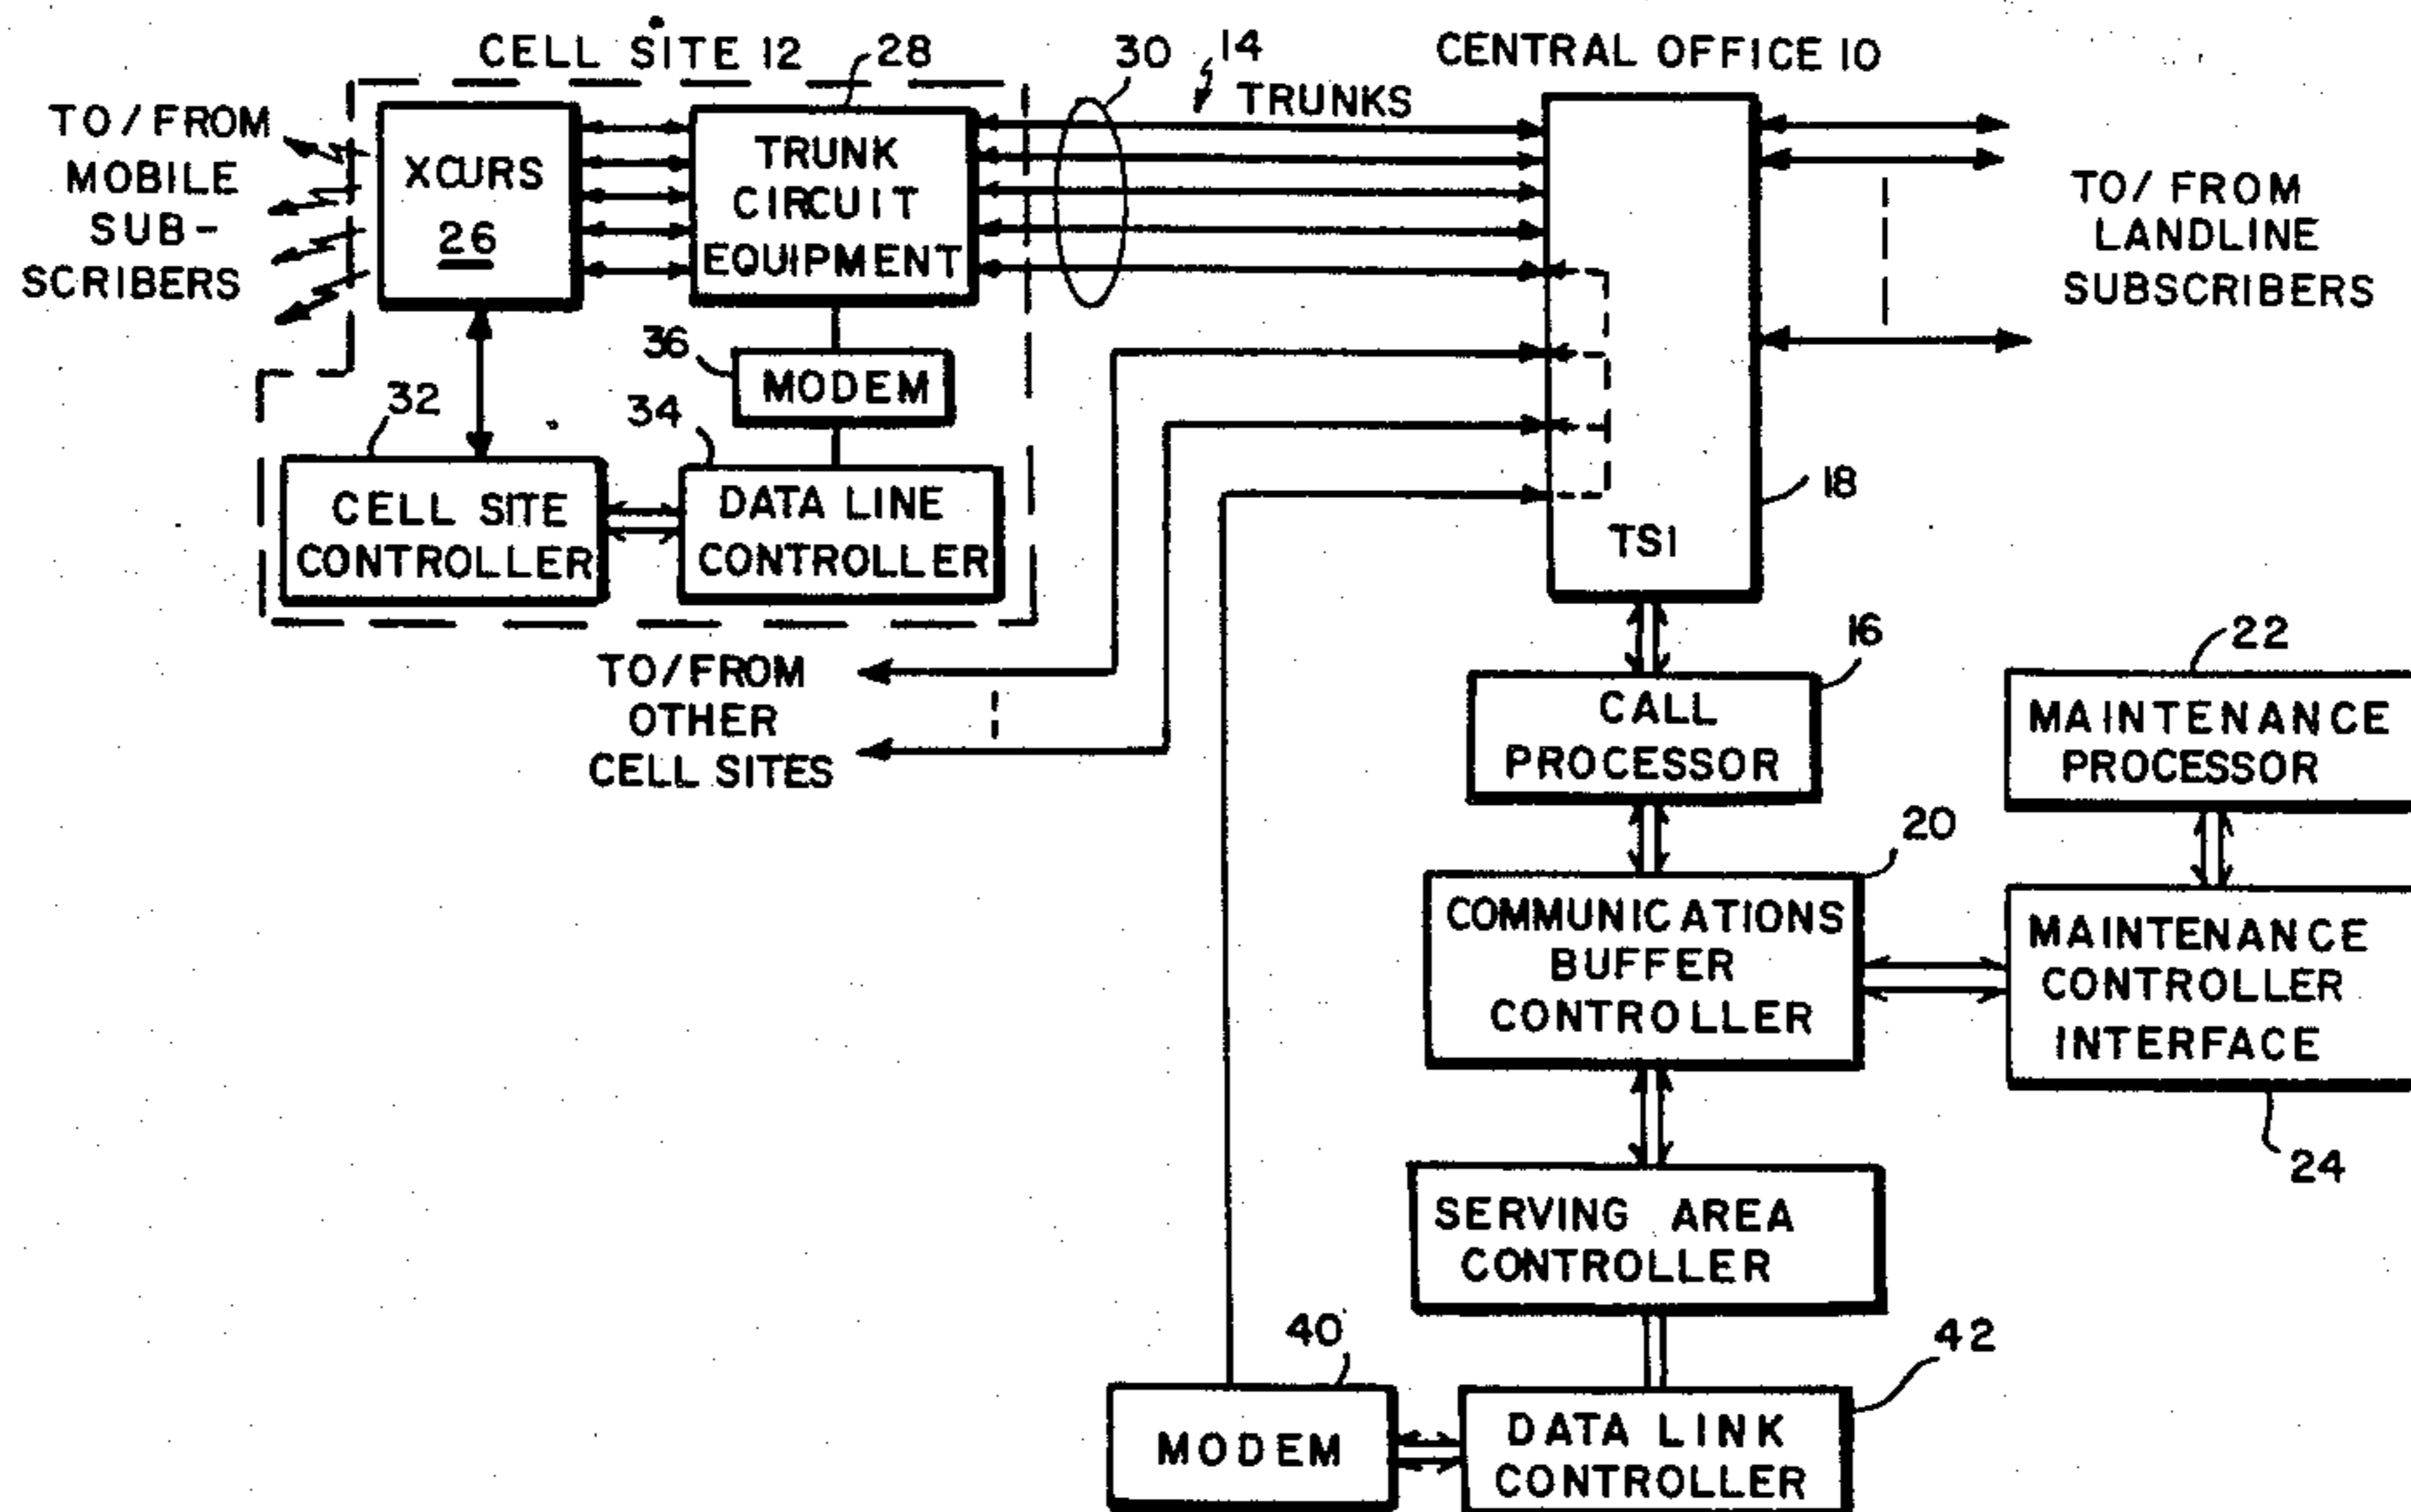 CELL SITE 12
28
30
14
TRUNKS
CENTRAL OFFICE 10
TO/FROM
MOBILE
SUB-
SCRIBERS
XCURS
26
TRUNK
CIRCUIT
EQUIPMENT
TO/FROM
LANDLINE
SUBSCRIBERS
36
MODEM
32
34
CELL SITE
CONTROLLER
DATA LINE
CONTROLLER
TSI
18
TO/FROM
OTHER
CELL SITES
16
CALL
PROCESSOR
22
MAINTENANCE
PROCESSOR
20
COMMUNICATIONS
BUFFER
CONTROLLER
MAINTENANCE
CONTROLLER
INTERFACE
24
SERVING AREA
CONTROLLER
40
MODEM
42
DATA LINK
CONTROLLER